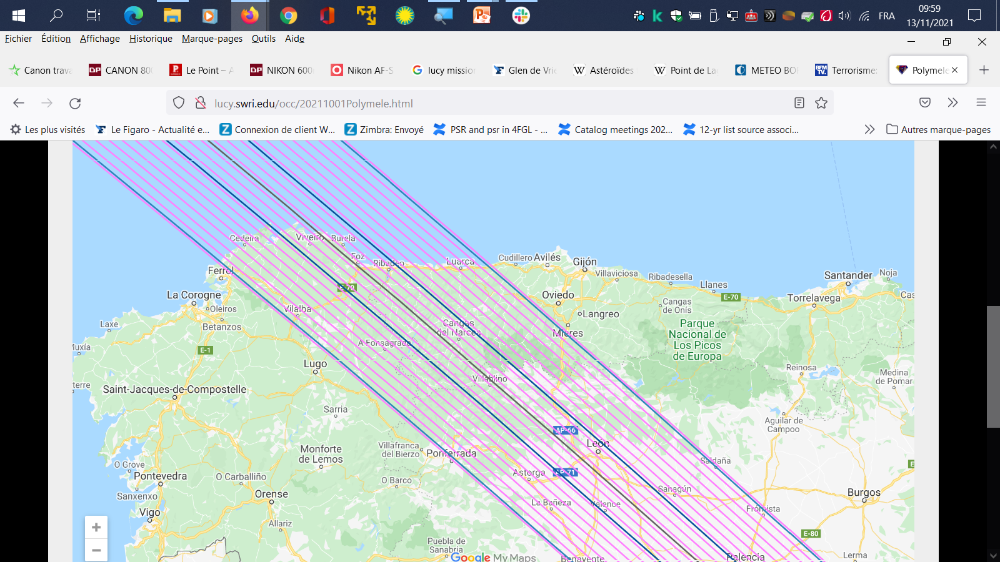 FRA
09:59
13/11/2021
Fichier Édition Affichage Historique Marque-pages Outils Aide
Canon trava
CANON 80
Le Point – A
NIKON 600
Nikon AF-S
lucy mission
Glen de Vrie
Astéroïdes
Point de La
METEO BO
Terrorisme:
Polymele
lucy.swri.edu/occ/20211001Polymele.html
Les plus visités
Le Figaro - Actualité e...
Connexion de client W...
Zimbra: Envoyé
PSR and psr in 4FGL - ...
Catalog meetings 202...
12-yr list source associ...
Autres marque-pages
Cedeira
Viveiro
Burela
Foz
Ribadeo
Luarca
Cudillero
Avilés
Gijón
Villaviciosa
Ribadesella
Llanes
E-70
Santander
Noja
Torrelavega
Cas
Ferrol
La Corogne
Oleiros
Betanzos
Laxe
Muxía
E-1
E-70
Vilalba
Oviedo
Langreo
Mieres
Cangas
de Onís
Parque
Nacional de
Los Picos
de Europa
Cangas
del Narcea
A Fonsagrada
Lugo
Villablino
Reinosa
Medina
de Pomar
terre
Saint-Jacques-de-Compostelle
Sarria
Aguilar de
Campoo
AP-66
León
Villafranca
del Bierzo
Ponferrada
Monforte
de Lemos
Saldaña
E
O Grove
Pontevedra
O Carballiño
O Barco
Astorga
AP-71
Sahagún
Burgos
Sanxenxo
Orense
La Bañeza
Valence
Frómista
Vigo
Allariz
E-80
Puebla de
Sanabria
Google My Maps
Benavente
Palencia
Lerma
+
−